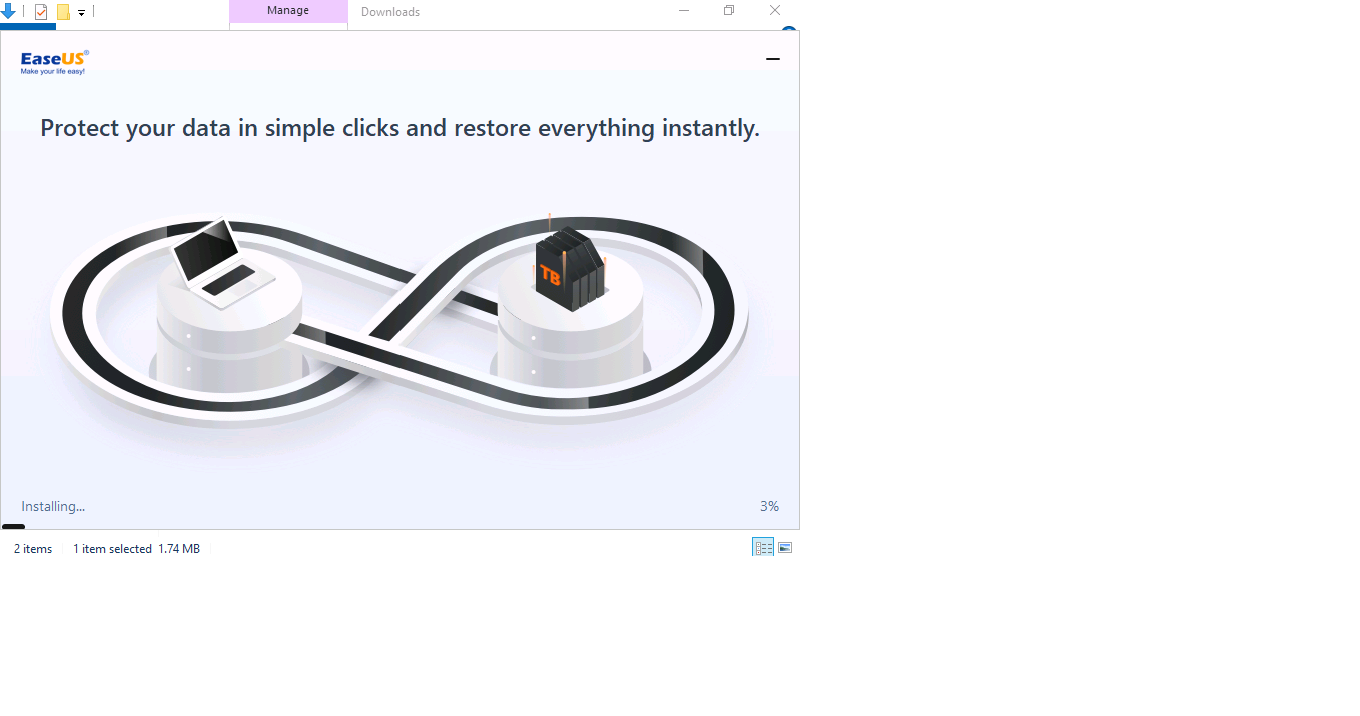 Manage
Downloads
EaseUS®
Make your life easy!
Protect your data in simple clicks and restore everything instantly.
TB
Installing...
3%
2 items
1 item selected 1.74 MB